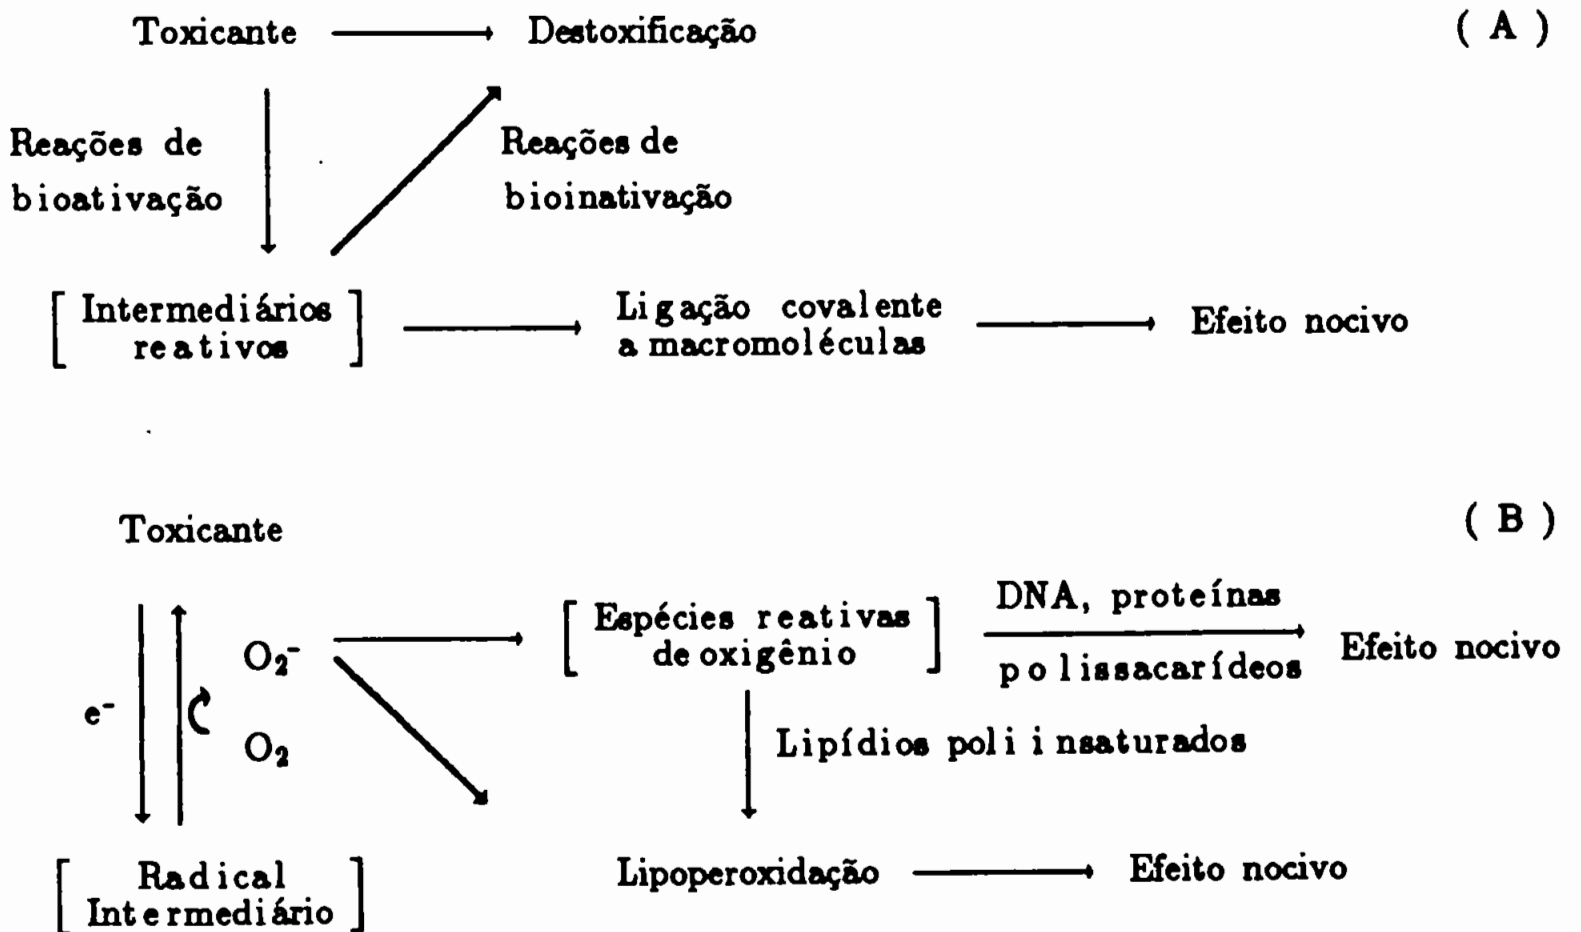 ( A )
Toxicante Destoxificação
Reações de
bioativação
Reações de
bioinativação
Intermediários
reativos
Ligação covalente
a macromoléculas
Efeito nocivo
( B )
Toxicante
e-
O2-
O2
Espécies reativas
de oxigênio
DNA, proteínas
polissacarídeos
Efeito nocivo
Lipídios poliinsaturados
Radical
Intermediário
Lipoperoxidação
Efeito nocivo